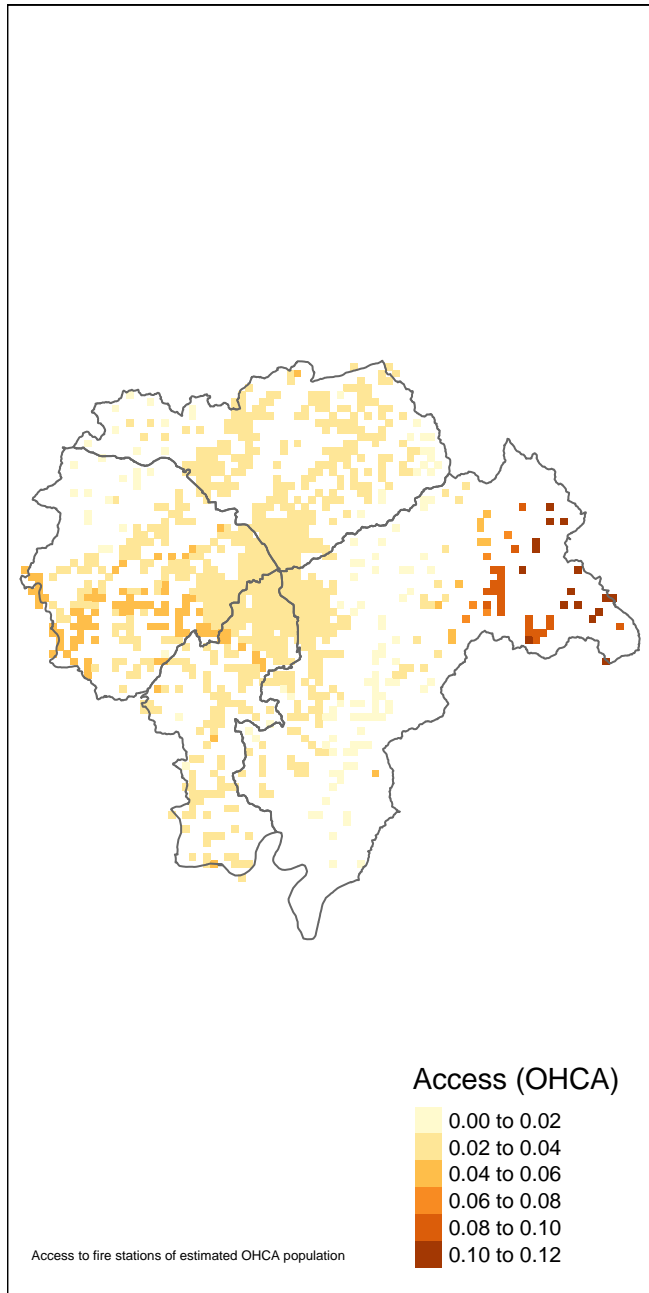 Access (OHCA)
0.00 to 0.02
0.02 to 0.04
0.04 to 0.06
0.06 to 0.08
0.08 to 0.10
0.10 to 0.12
Access to fire stations of estimated OHCA population